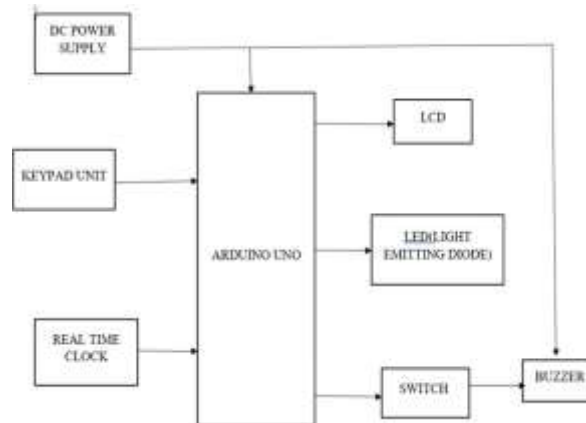 DC POWER
SUPPLY
LCD
KEYPAD UNIT
LED(LIGHT
EMITTING DIODE)
ARDUINO UNO
REAL TIME
CLOCK
SWITCH
BUZZER